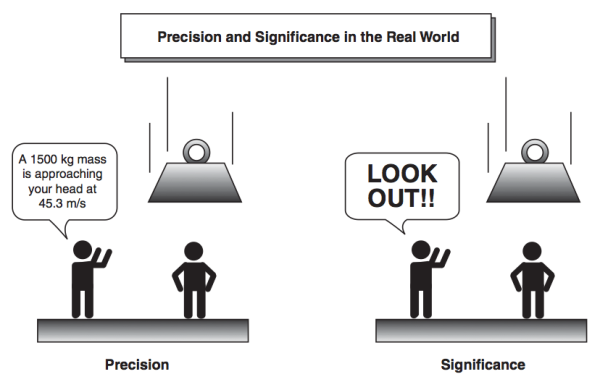 Precision and Significance in the Real World
A 1500 kg mass
is approaching
your head at
45.3 m/s
LOOK
OUT!!
Precision
Significance